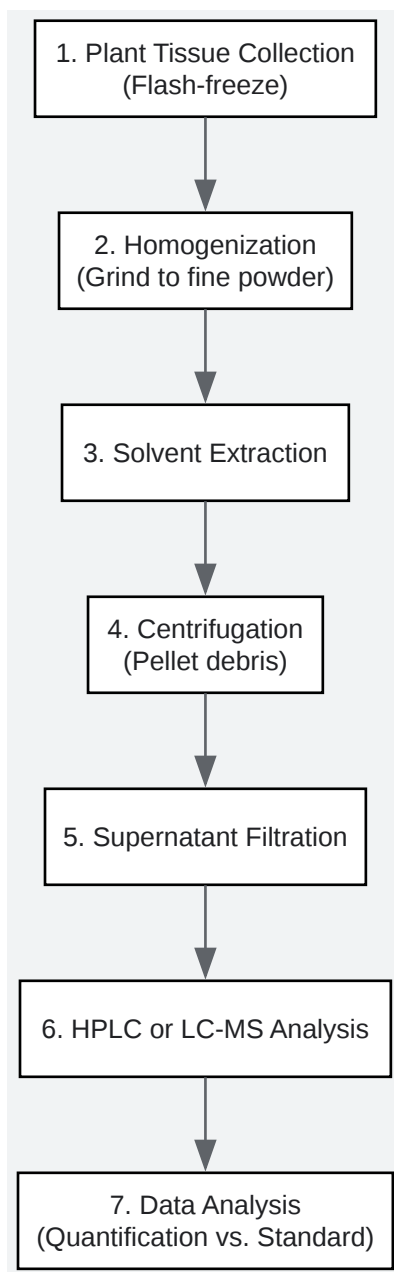 1. Plant Tissue Collection
(Flash-freeze)
2. Homogenization
(Grind to fine powder)
3. Solvent Extraction
4. Centrifugation
(Pellet debris)
5. Supernatant Filtration
6. HPLC or LC-MS Analysis
7. Data Analysis
(Quantification vs. Standard)